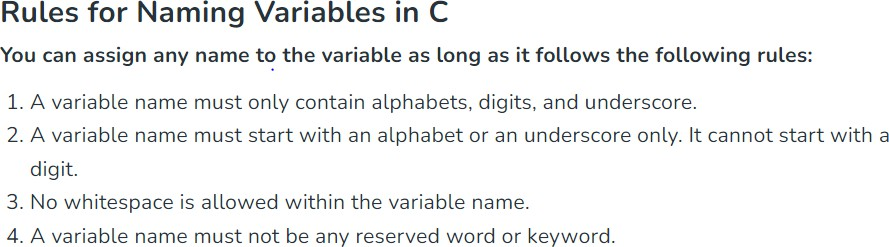 Rules for Naming Variables in C
You can assign any name to the variable as long as it follows the following rules:
1. A variable name must only contain alphabets, digits, and underscore.
2. A variable name must start with an alphabet or an underscore only. It cannot start with a
digit.
3. No whitespace is allowed within the variable name.
4. A variable name must not be any reserved word or keyword.